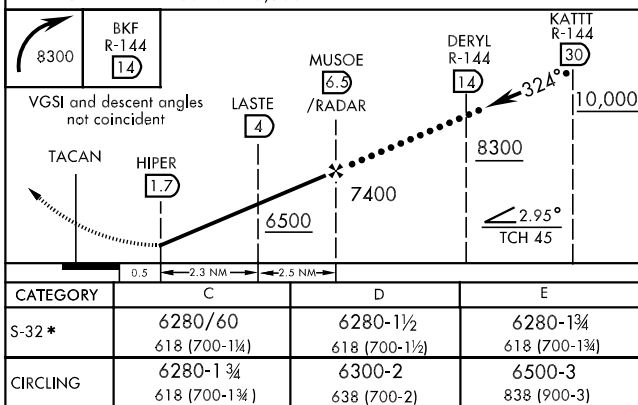 8300
BKF
R-144
14
VGSI and descent angles
not coincident
TACAN
HIPER
1.7
LASTE
4
MUSOE
6.5
/RADAR
DERYL
R-144
14
KATTT
R-144
30
324°
10,000
8300
7400
6500
2.95°
TCH 45
0.5
2.3 NM
2.5 NM
CATEGORY C D E
S-32 * 6280/60 6280-1½ 6280-1¾
618 (700-1¼) 618 (700-1½) 618 (700-1¾)
CIRCLING 6280-1¾ 6300-2 6500-3
618 (700-1¾) 638 (700-2) 838 (900-3)